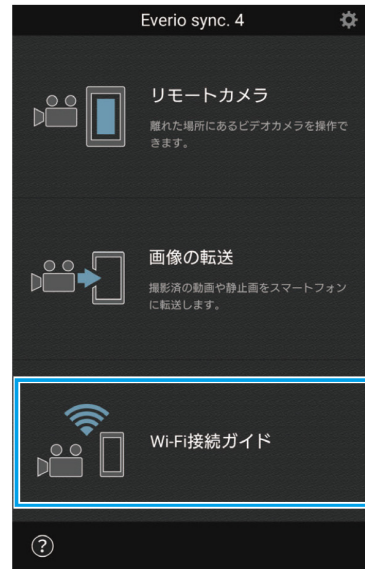 Everio sync. 4
リモートカメラ
離れた場所にあるビデオカメラを操作で
きます。
画像の転送
撮影済の動画や静止画をスマートフォン
に転送します。
Wi-Fi接続ガイド
?